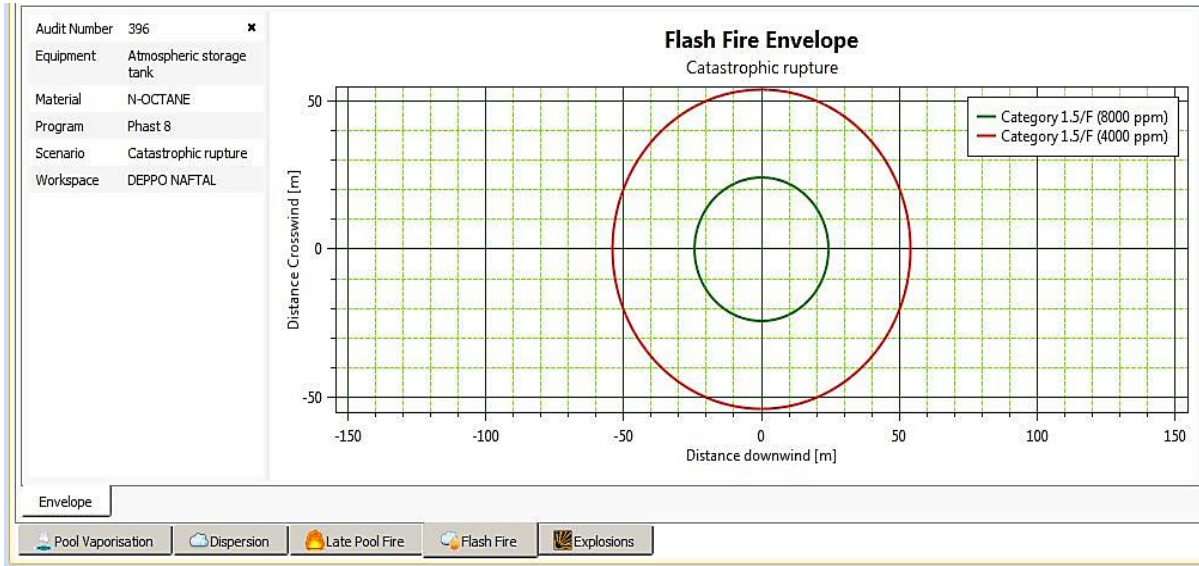 Audit Number 396
Equipment Atmospheric storage
tank
Material N-OCTANE
Program Phast 8
Scenario Catastrophic rupture
Workspace DEPPO NAFTAL
Flash Fire Envelope
Catastrophic rupture
Category 1.5/F (8000 ppm)
Category 1.5/F (4000 ppm)
Distance Crosswind [m]
50
0
-50
-150 -100 -50 0 50 100 150
Distance downwind [m]
Envelope
Pool Vaporisation Dispersion Late Pool Fire Flash Fire Explosions